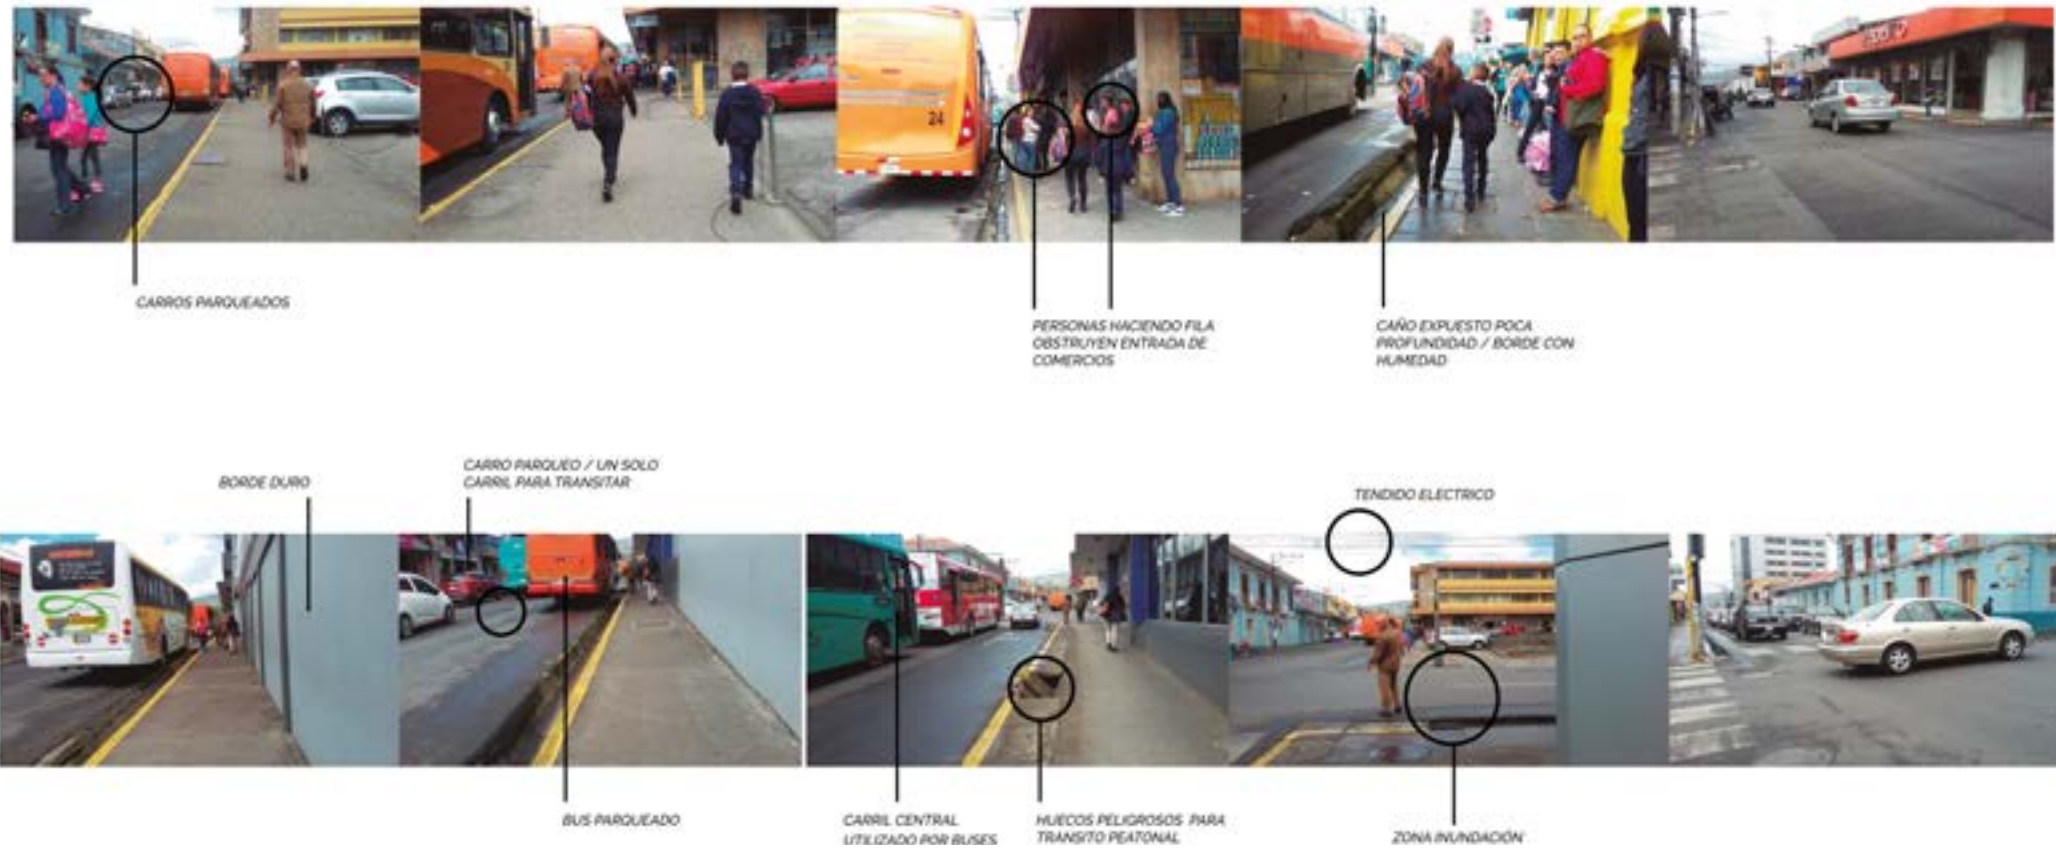 24
CARROS PARQUEADOS
PERSONAS HACIENDO FILA
OBSTRUYEN ENTRADA DE
COMERCIOS
CAÑO EXPUESTO POCA
PROFUNDIDAD / BORDE CON
HUMEDAD
BORDE DURO
CARRO PARQUEO / UN SOLO
CARRIL PARA TRANSITAR
TENDIDO ELECTRICO
BUS PARQUEADO
CARRIL CENTRAL
UTILIZADO POR BUSES
HUECOS PELIGROSOS PARA
TRANSITO PEATONAL
ZONA INUNDACIÓN